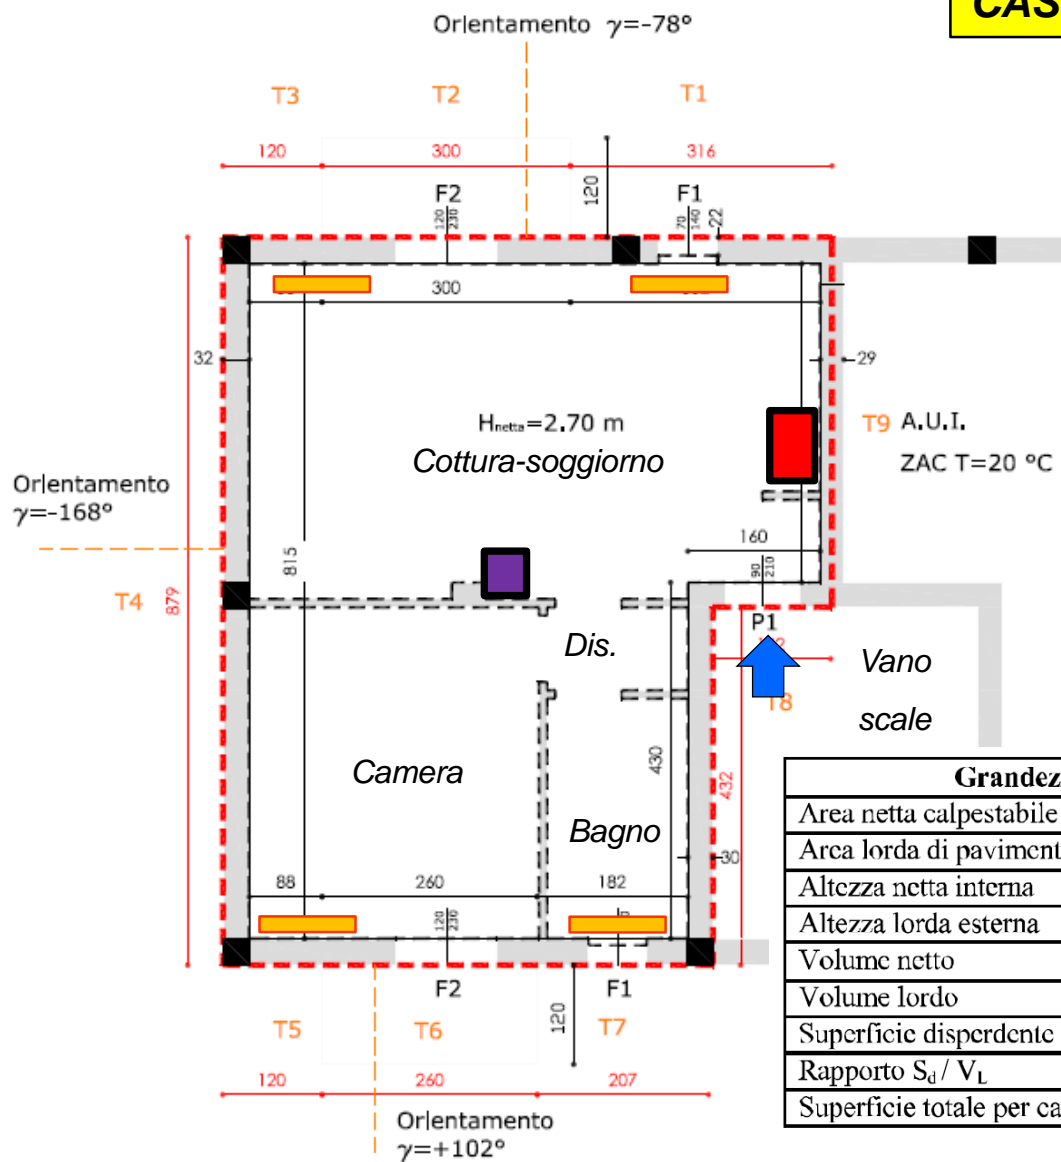 CAS
Orientamento γ=-78°
T3 T2 T1
120 300 316
120
F2 F1
120
230
70
140
22
300
32
29
Hnetta=2.70 m
Cottura-soggiorno
T9 A.U.I.
ZAC T=20 °C
Orientamento
γ=-168°
160
815
90
210
T4
879
P1
Dis.
Vano
T8
scale
Camera
430
432
Bagno
30
88 260 182
120
230
F2 F1
120
T5 T6 T7
120 260 207
Orientamento
γ=+102°
Grandez
Area netta calpestabile
Area lorda di paviment
Altezza netta interna
Altezza lorda esterna
Volume netto
Volume lordo
Superficie disperdente
Rapporto Sd / VL
Superficie totale per ca